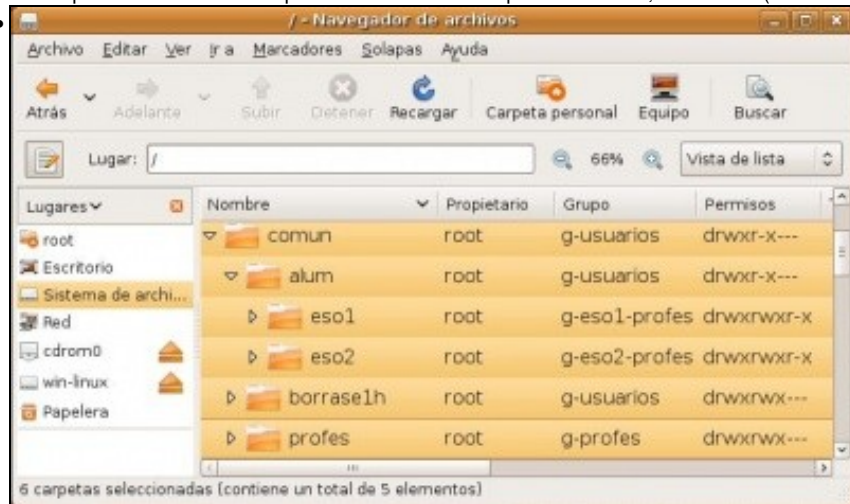 / - Navegador de archivos
Archivo Editar Ver Ir a Marcadores Solapas Ayuda
Atrás Adelante Subir Detener Recargar Carpeta personal Equipo Buscar
Lugar: / 66% Vista de lista
Lugares Nombre Propietario Grupo Permisos
root comun root g-usuarios drwxr-x---
Escritorio alum root g-usuarios drwxr-x---
Sistema de archi...
Red eso1 root g-eso1-profes drwxrwxr-x
cdrom0 eso2 root g-eso2-profes drwxrwxr-x
win-linux borrase1h root g-usuarios drwxrwx---
Papelera
profes root g-profes drwxrwx---
6 carpetas seleccionadas (contiene un total de 5 elementos)